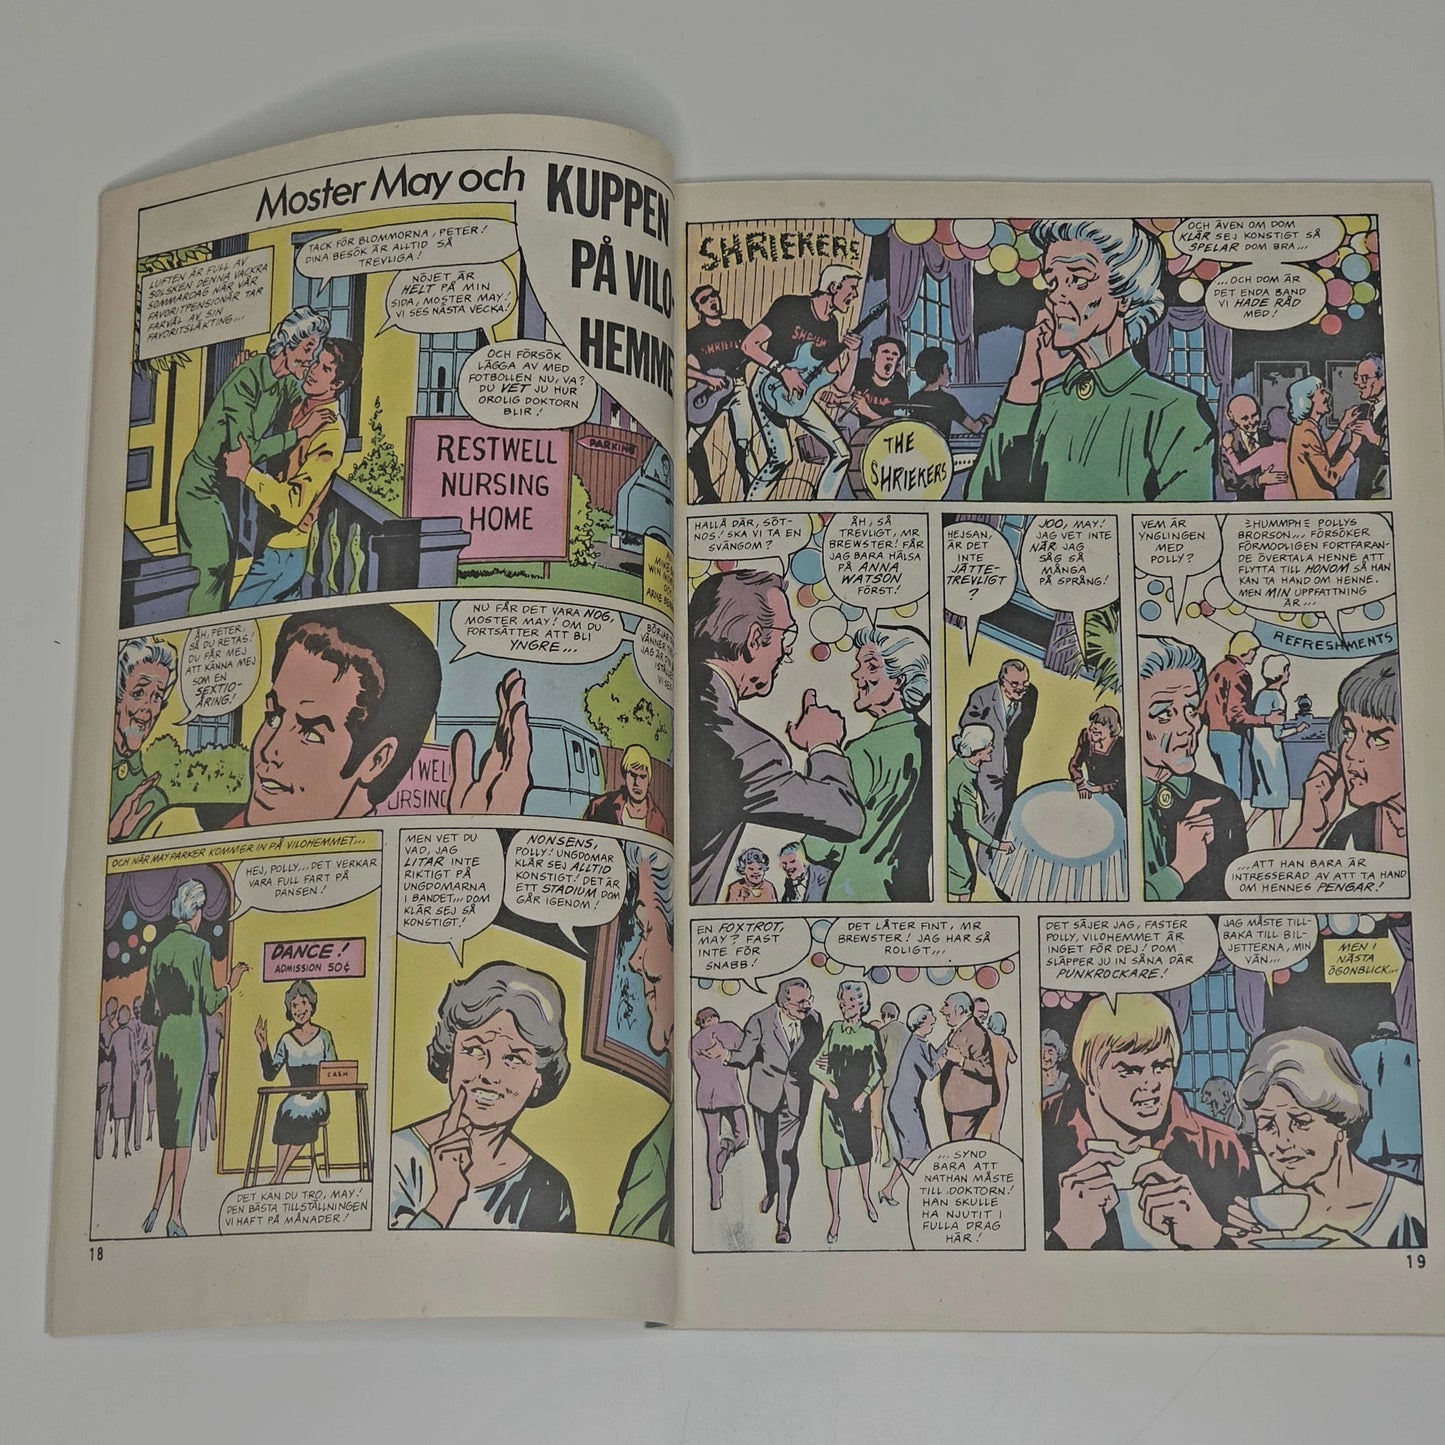 Moster May och
KUPPEN
PÅ VILO-
HEMME
LUFTEN ÄR FULL AV
SOLSKEN DENNA VACKRA
SOMMARDAG NÄR VÅR
FAVORITPENSIONÄR TAR
FARVÄL AV SIN
FAVORITSLÄKTING...
TACK FÖR BLOMMORNA, PETER!
DINA BESÖK ÄR ALLTID SÅ
TREVLIGA!
NÖJET ÄR
HELT PÅ MIN
SIDA, MOSTER MAY!
VI SES NÄSTA VECKA!
OCH FÖRSÖK
LÄGGA AV MED
FOTBOLLEN NU, VA?
DU VET JU HUR
OROLIG DOKTORN
BLIR!
RESTWELL
NURSING
HOME
PARKING
MIKE
WIN MOR
OCH
ARNE
ÅH, PETER,
SÅ DU RETAS!
DU FÅR MEJ
ATT KÄNNA MEJ
SOM EN
SEXTIO-
ÅRING!
NU FÅR DET VARA NOG,
MOSTER MAY! OM DU
FORTSÄTTER ATT BLI
YNGRE...
BÖRJAR
VÄNNER
JAG ÄR
VI SES
WELL
URSING
OCH NÄR MAY PARKER KOMMER IN PÅ VILOHEMMET...
HEJ, POLLY... DET VERKAR
VARA FULL FART PÅ
DANSEN!
DANCE!
ADMISSION 50¢
CASH
DET KAN DU TRO, MAY!
DEN BÄSTA TILLSTÄLLNINGEN
VI HAFT PÅ MÅNADER!
MEN VET DU
VAD, JAG
LITAR INTE
RIKTIGT PÅ
UNGDOMARNA
I BANDET... DOM
KLÄR SEJ SÅ
KONSTIGT!
NONSENS,
POLLY! UNGDOMAR
KLÄR SEJ ALLTID
KONSTIGT! DET ÄR
ETT STADIUM DOM
GÅR IGENOM!
18
SHRIEKERS
SHRIEK
THE
SHRIEKERS
OCH ÄVEN OM DOM
KLÄR SEJ KONSTIGT SÅ
SPELAR DOM BRA...
...OCH DOM ÄR
DET ENDA BAND
VI HADE RÅD
MED!
HALLÅ DÄR, SÖT-
NOS! SKA VI TA EN
SVÄNGOM?
ÅH, SÅ
TREVLIGT, MR
BREWSTER! FÅR
JAG BARA HÄLSA
PÅ ANNA
WATSON
FÖRST!
HEJSAN,
ÄR DET
INTE
JÄTTE-
TREVLIGT
?
JOO, MAY!
JAG VET INTE
NÄR JAG
SÅG SÅ
MÅNGA
PÅ SPRÅNG!
VEM ÄR
YNGLINGEN
MED
POLLY?
HUMMPH POLLYS
BRORSON... FÖRSÖKER
FÖRMODLIGEN FORTFARAN-
DE ÖVERTALA HENNE ATT
FLYTTA TILL HONOM SÅ HAN
KAN TA HAND OM HENNE.
MEN MIN UPPFATTNING
ÄR...
REFRESHMENTS
...ATT HAN BARA ÄR
INTRESSERAD AV ATT TA HAND
OM HENNES PENGAR!
EN FOXTROT,
MAY? FAST
INTE FÖR
SNABB!
DET LÅTER FINT, MR
BREWSTER! JAG HAR SÅ
ROLIGT...
...SYND
BARA ATT
NATHAN MÅSTE
TILL DOKTORN!
HAN SKULLE
HA NJUTIT I
FULLA DRAG
HÄR!
DET SÄJER JAG, FASTER
POLLY, VILOHEMMET ÄR
INGET FÖR DEJ! DOM
SLÄPPER JU IN SÅNA DÄR
PUNKROCKARE!
JAG MÅSTE TILL-
BAKA TILL BIL-
JETTERNA, MIN
VÄN...
MEN I
NÄSTA
ÖGONBLICK...
19